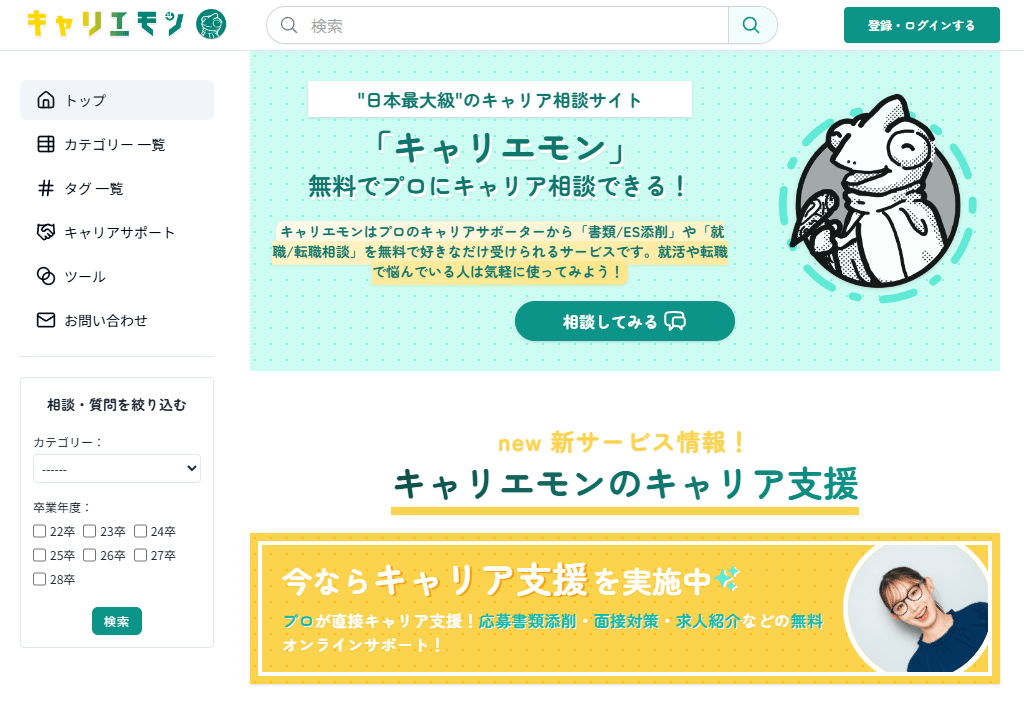 キャリエモン
検索
登録・ログインする
トップ
カテゴリー 一覧
タグ 一覧
キャリアサポート
ツール
お問い合わせ
相談・質問を絞り込む
カテゴリー：
------
卒業年度：
22卒 23卒 24卒
25卒 26卒 27卒
28卒
検索
"日本最大級"のキャリア相談サイト
「キャリエモン」
無料でプロにキャリア相談できる！
キャリエモンはプロのキャリアサポーターから「書類/ES添削」や「就
職/転職相談」を無料で好きなだけ受けられるサービスです。就活や転職
で悩んでいる人は気軽に使ってみよう！
相談してみる
new 新サービス情報！
キャリエモンのキャリア支援
今ならキャリア支援を実施中
プロが直接キャリア支援！応募書類添削・面接対策・求人紹介などの無料
オンラインサポート！